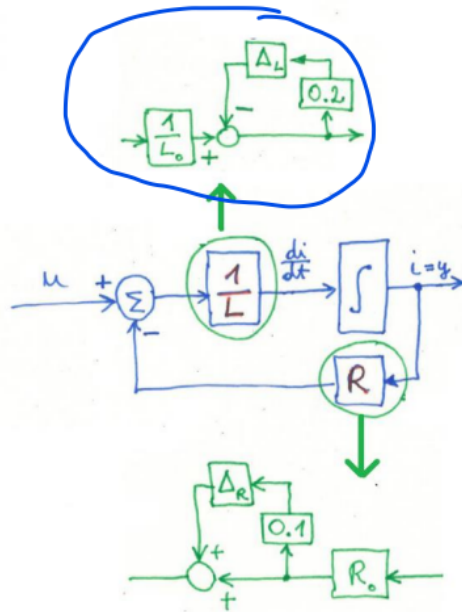 Δ_L
−
0.2
1/L₀
+
u
+
Σ
−
1/L
di/dt
∫
i=y
R
Δ_R
0.1
+
+
R₀